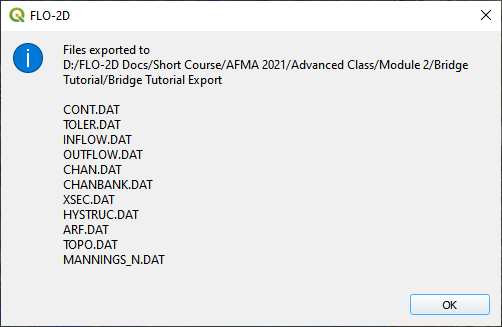 FLO-2D
Files exported to
D:/FLO-2D Docs/Short Course/AFMA 2021/Advanced Class/Module 2/Bridge
Tutorial/Bridge Tutorial Export
CONT.DAT
TOLER.DAT
INFLOW.DAT
OUTFLOW.DAT
CHAN.DAT
CHANBANK.DAT
XSEC.DAT
HYSTRUC.DAT
ARF.DAT
TOPO.DAT
MANNINGS_N.DAT
OK